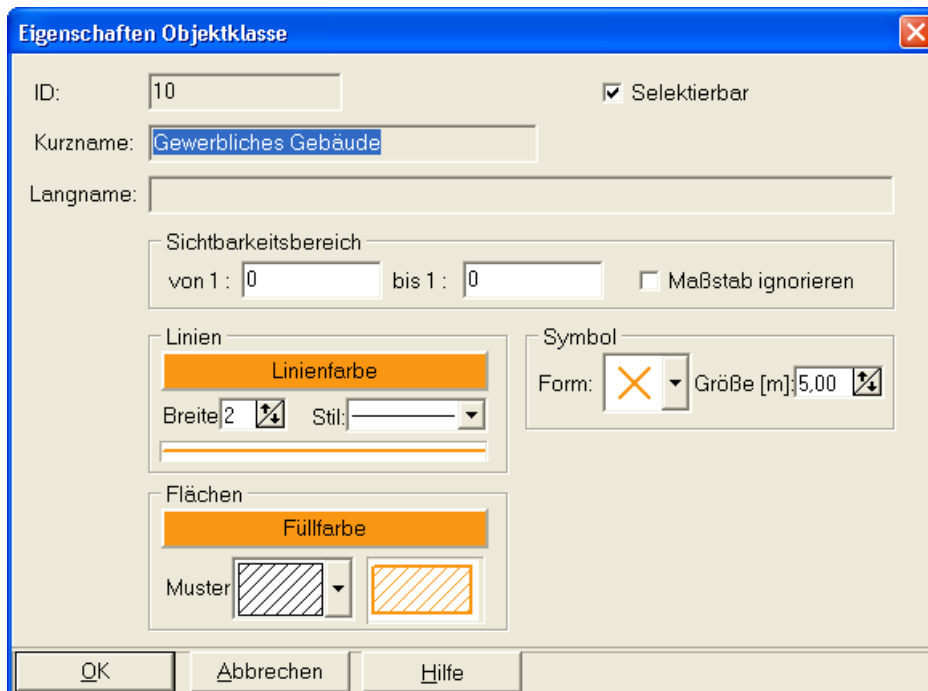 Eigenschaften Objektklasse
ID: 10 Selektierbar
Kurzname: Gewerbliches Gebäude
Langname:
Sichtbarkeitsbereich
von 1 : 0 bis 1 : 0 Maßstab ignorieren
Linien
Linienfarbe
Breite 2 Stil:
Symbol
Form: Größe [m]: 5,00
Flächen
Füllfarbe
Muster
OK Abbrechen Hilfe